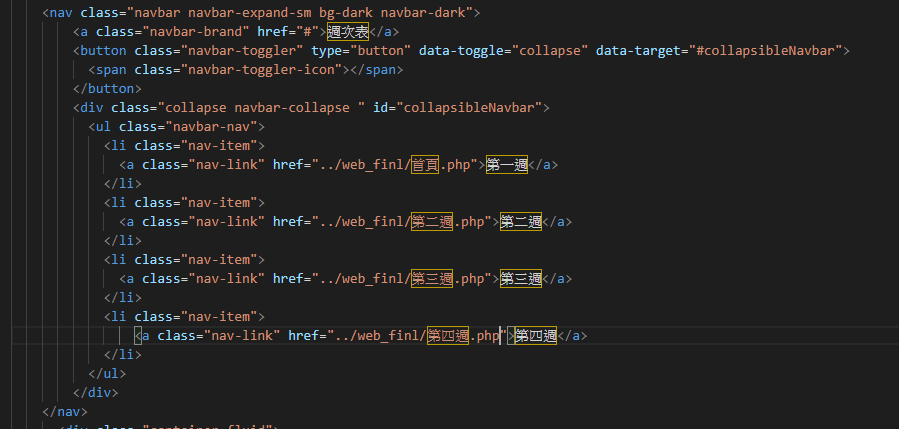 <nav class="navbar navbar-expand-sm bg-dark navbar-dark">
<a class="navbar-brand" href="#">週次表</a>
<button class="navbar-toggler" type="button" data-toggle="collapse" data-target="#collapsibleNavbar">
<span class="navbar-toggler-icon"></span>
</button>
<div class="collapse navbar-collapse " id="collapsibleNavbar">
<ul class="navbar-nav">
<li class="nav-item">
<a class="nav-link" href="../web_finl/首頁.php">第一週</a>
</li>
<li class="nav-item">
<a class="nav-link" href="../web_finl/第二週.php">第二週</a>
</li>
<li class="nav-item">
<a class="nav-link" href="../web_finl/第三週.php">第三週</a>
</li>
<li class="nav-item">
<a class="nav-link" href="../web_finl/第四週.php">第四週</a>
</li>
</ul>
</div>
</nav>
<div class="container-fluid">